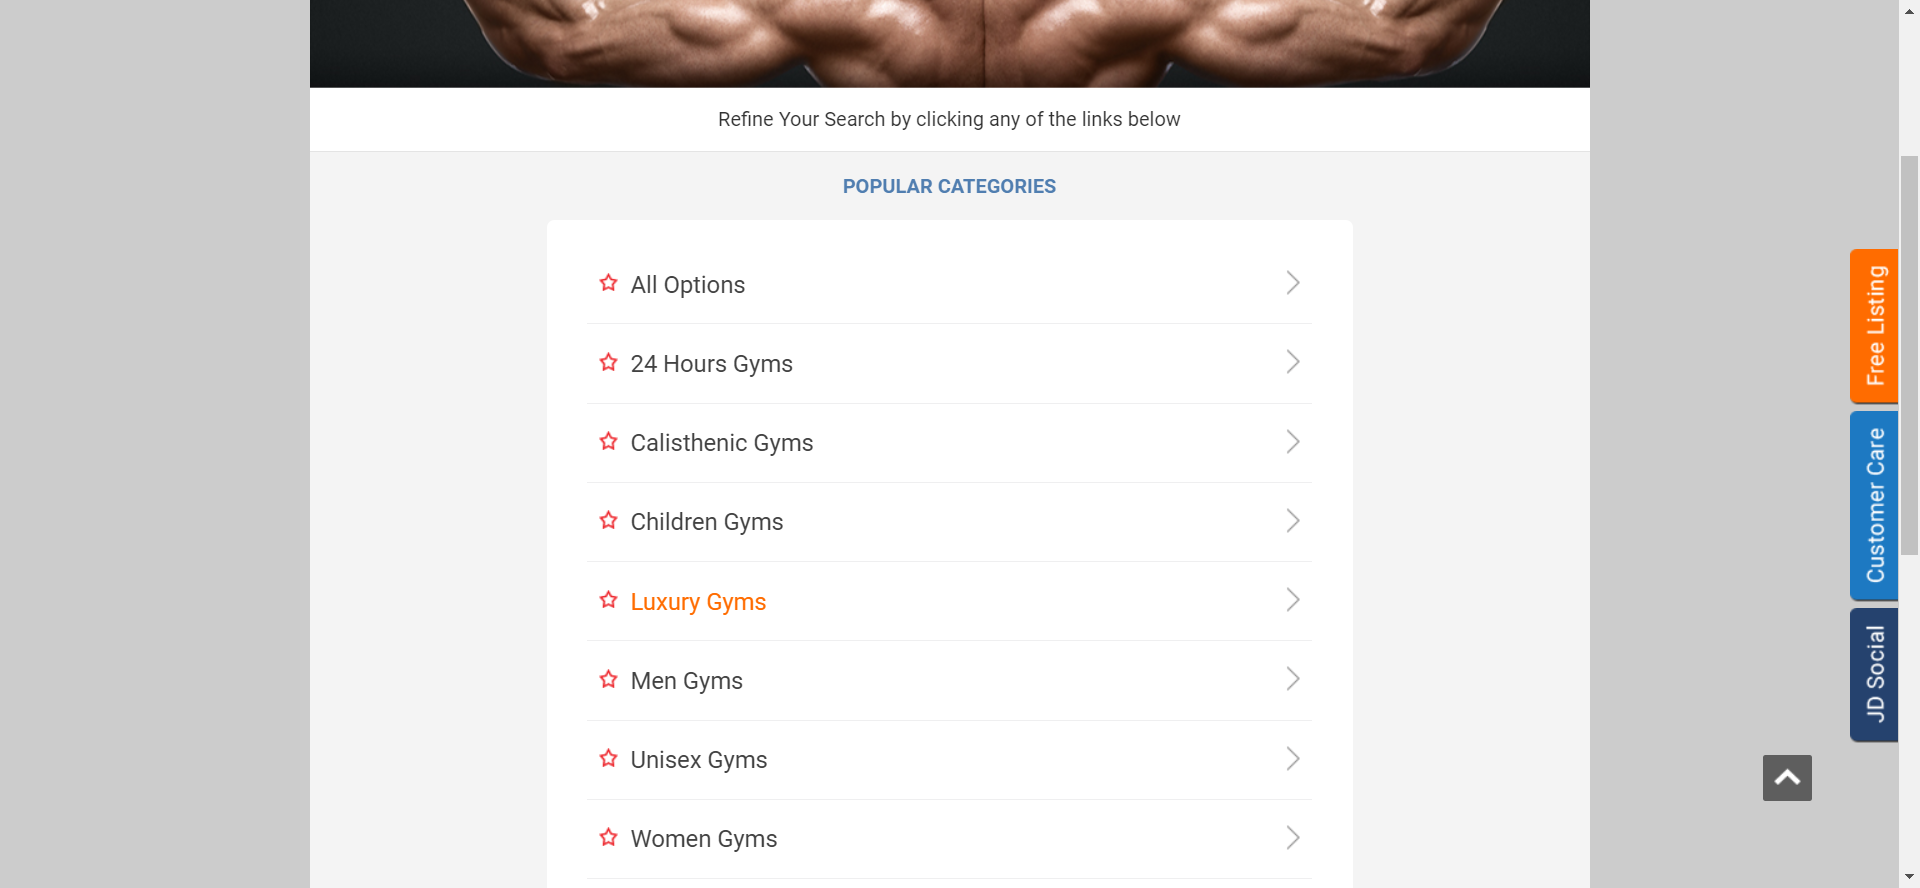 Refine Your Search by clicking any of the links below
POPULAR CATEGORIES
All Options
24 Hours Gyms
Calisthenic Gyms
Children Gyms
Luxury Gyms
Men Gyms
Unisex Gyms
Women Gyms
Free Listing
Customer Care
JD Social